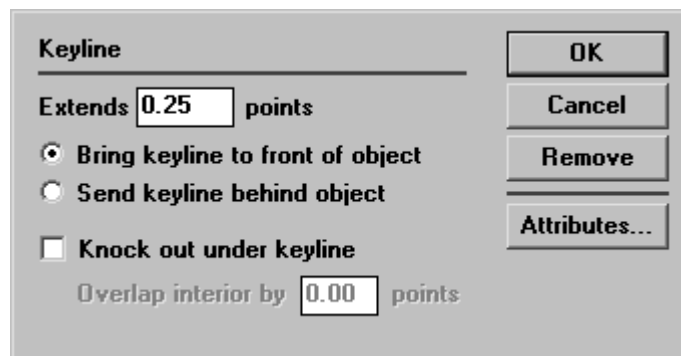 Keyline
Extends 0.25 points
Bring keyline to front of object
Send keyline behind object
Knock out under keyline
Overlap interior by 0.00 points
OK
Cancel
Remove
Attributes...